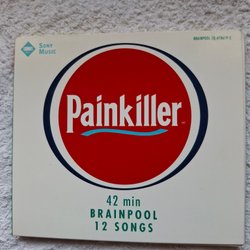 SONY
MUSIC
Painkiller
42 min
BRAINPOOL
12 SONGS